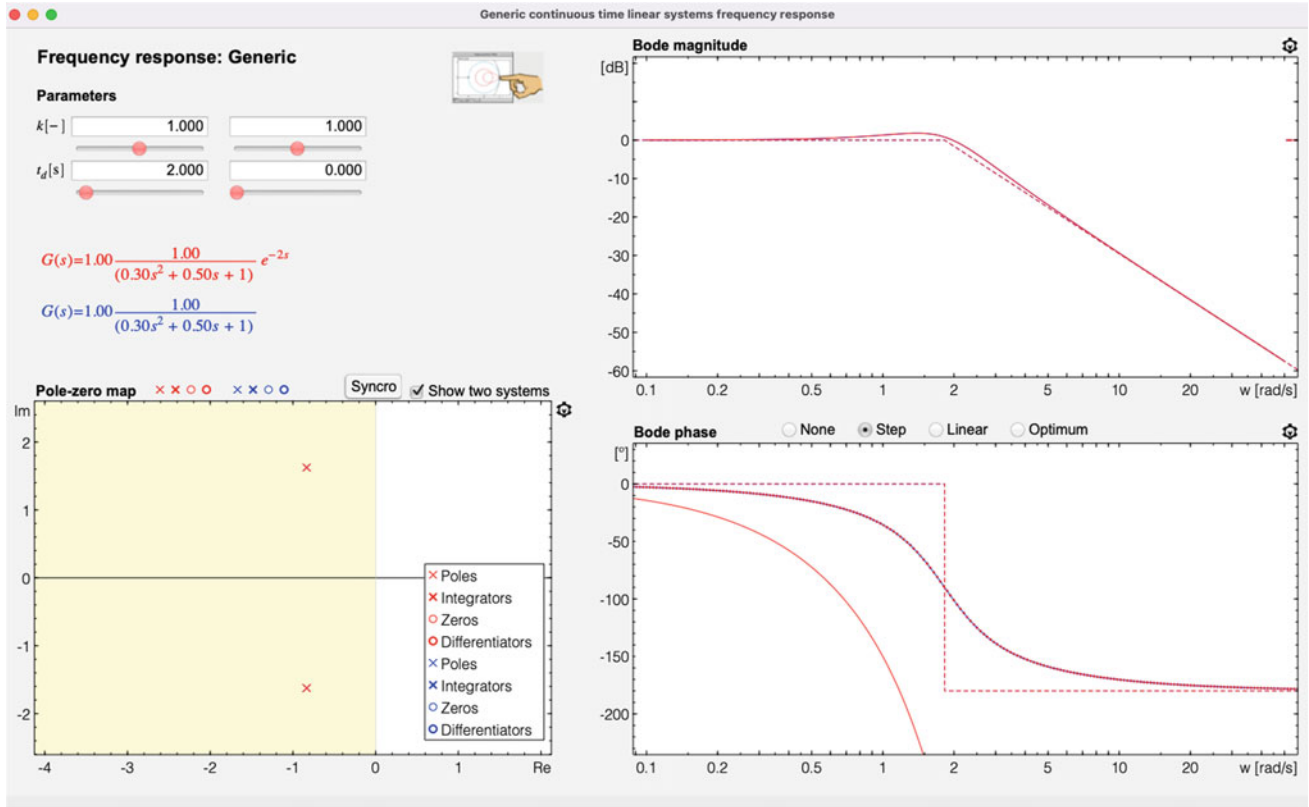 Generic continuous time linear systems frequency response
Frequency response: Generic
Parameters
k[−] 1.000 1.000
t_d[s] 2.000 0.000
G(s)=1.00 1.00/(0.30s² + 0.50s + 1) e^{−2s}
G(s)=1.00 1.00/(0.30s² + 0.50s + 1)
Pole-zero map × × ○ ○ × × ○ ○ Syncro ✓ Show two systems
Im
2
1
0
-1
-2
-4 -3 -2 -1 0 1 Re
× Poles
× Integrators
○ Zeros
○ Differentiators
× Poles
× Integrators
○ Zeros
○ Differentiators
Bode magnitude
[dB]
0
-10
-20
-30
-40
-50
-60
0.1 0.2 0.5 1 2 5 10 20 w [rad/s]
Bode phase None Step Linear Optimum
[º]
0
-50
-100
-150
-200
0.1 0.2 0.5 1 2 5 10 20 w [rad/s]